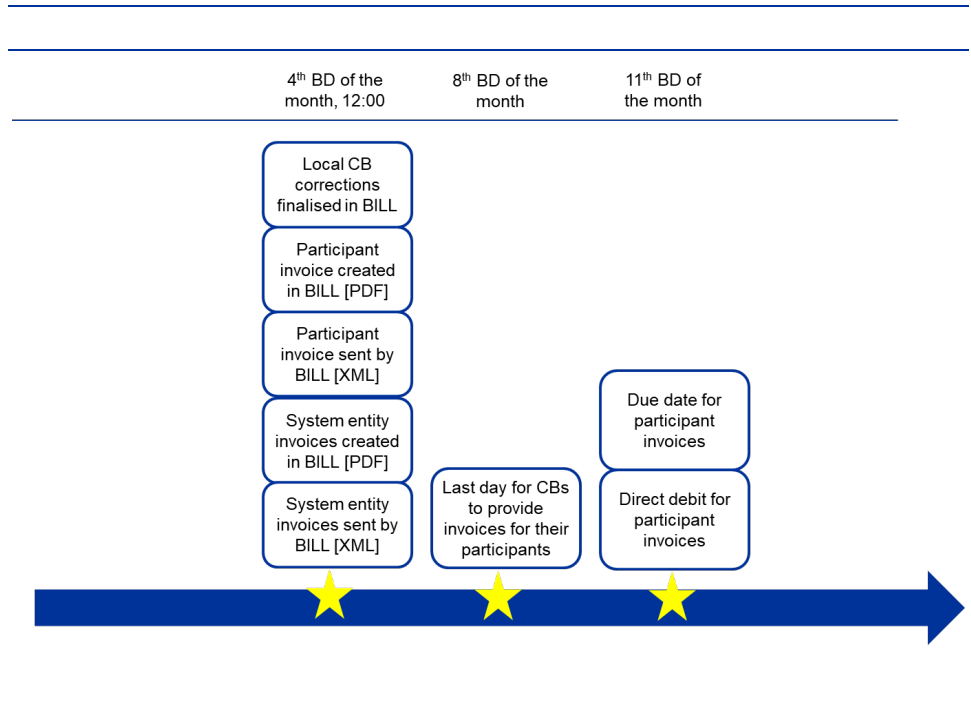 4th BD of the
month, 12:00
8th BD of the
month
11th BD of
the month
Local CB
corrections
finalised in BILL
Participant
invoice created
in BILL [PDF]
Participant
invoice sent by
BILL [XML]
System entity
invoices created
in BILL [PDF]
System entity
invoices sent by
BILL [XML]
Last day for CBs
to provide
invoices for their
participants
Due date for
participant
invoices
Direct debit for
participant
invoices